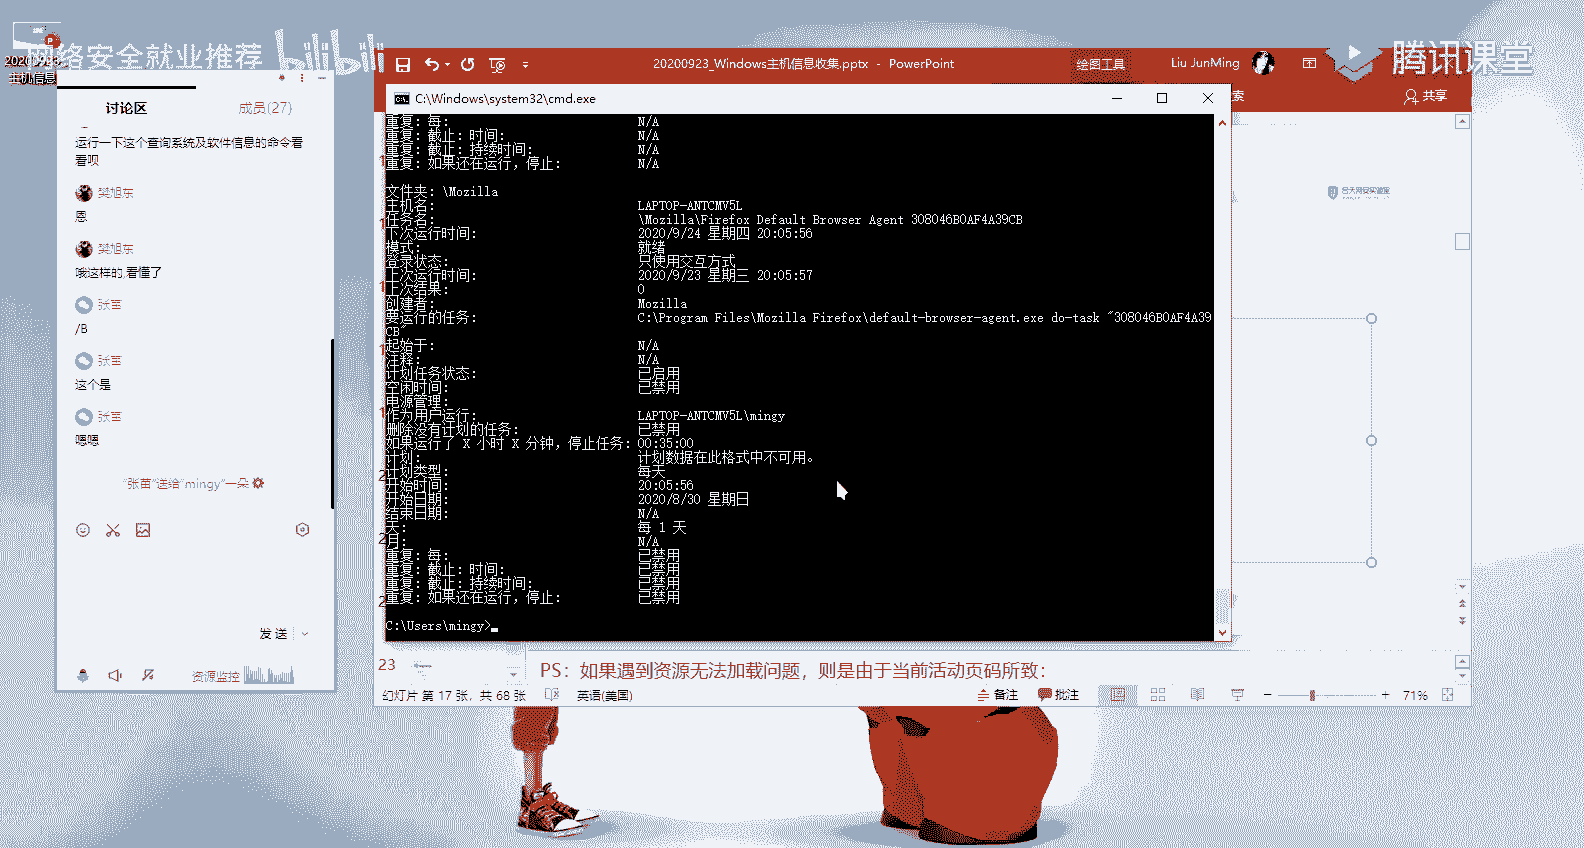 网络安全就业推荐 bilibili
腾讯课堂
主机信息
讨论区 成员(27)
运行一下这个查询系统及软件信息的命令看
看呗
樊旭东
恩
樊旭东
哦这样的,看懂了
张苗
/B
张苗
这个是
张苗
嗯嗯
"张苗"送给"mingy"一朵
发送
资源监控
20200923_Windows主机信息收集.pptx - PowerPoint
绘图工具
Liu JunMing
共享
C:\Windows\system32\cmd.exe
重复: 每: N/A
重复: 截止: 时间: N/A
重复: 截止: 持续时间: N/A
重复: 如果还在运行，停止: N/A
文件夹: \Mozilla
主机名: LAPTOP-ANTCMV5L
任务名: \Mozilla\Firefox Default Browser Agent 308046B0AF4A39CB
下次运行时间: 2020/9/24 星期四 20:05:56
模式: 就绪
登录状态: 只使用交互方式
上次运行时间: 2020/9/23 星期三 20:05:57
上次结果: 0
创建者: Mozilla
要运行的任务: C:\Program Files\Mozilla Firefox\default-browser-agent.exe do-task "308046B0AF4A39
CB"
起始于: N/A
注释: N/A
计划任务状态: 已启用
空闲时间: 已禁用
电源管理:
作为用户运行: LAPTOP-ANTCMV5L\mingy
删除没有计划的任务: 已禁用
如果运行了 X 小时 X 分钟，停止任务: 00:35:00
计划: 计划数据在此格式中不可用。
计划类型: 每天
开始时间: 20:05:56
开始日期: 2020/8/30 星期日
结束日期: N/A
天: 每 1 天
月: N/A
重复: 每: 已禁用
重复: 截止: 时间: 已禁用
重复: 截止: 持续时间: 已禁用
重复: 如果还在运行，停止: 已禁用
C:\Users\mingy>
23
PS：如果遇到资源无法加载问题，则是由于当前活动页码所致：
幻灯片 第 17 张，共 68 张 英语(美国) 备注 批注 71%